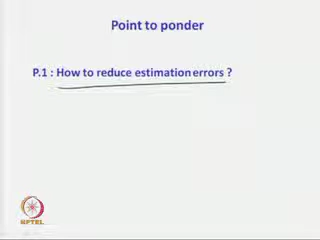 Point to ponder
P.1 : How to reduce estimation errors ?
NPTEL